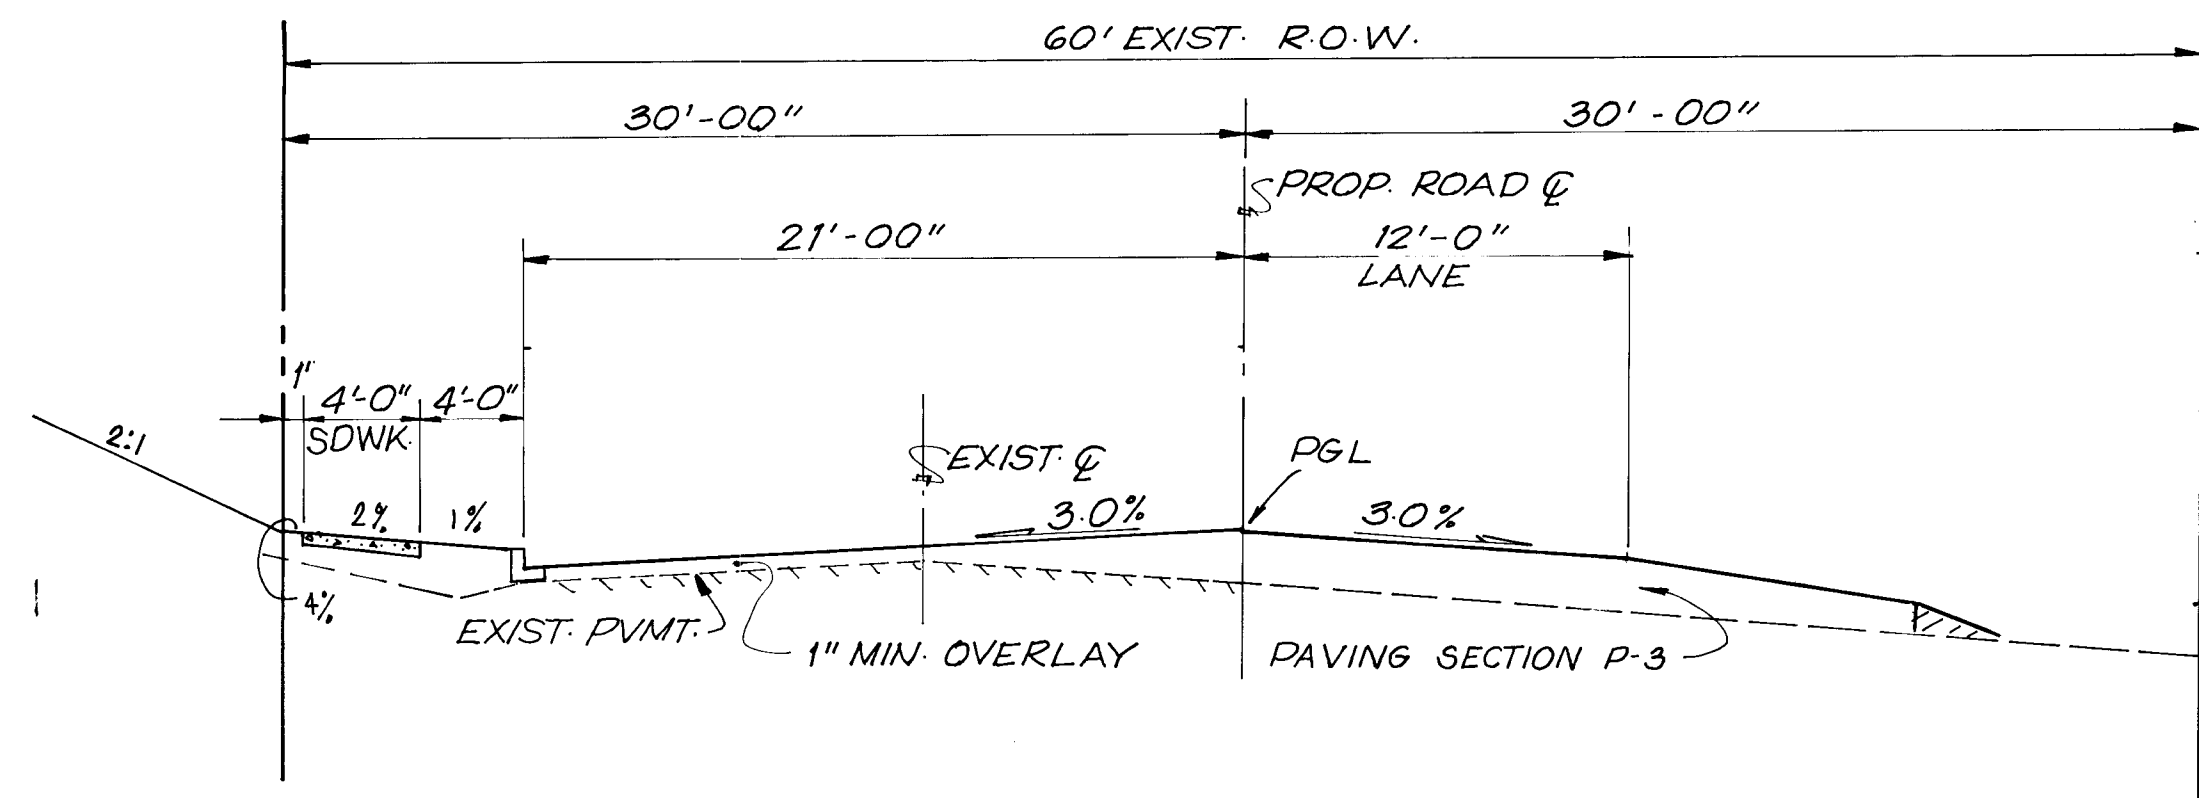 60' EXIST. R.O.W.
30'-00" 30'-00"
PROP. ROAD ℄
21'-00" 12'-0"
LANE
1"
4'-0" 4'-0"
SDWK.
2:1
EXIST. ℄
PGL
2% 1% 3.0% 3.0%
4%
EXIST. PVMT.
1" MIN. OVERLAY
PAVING SECTION P-3